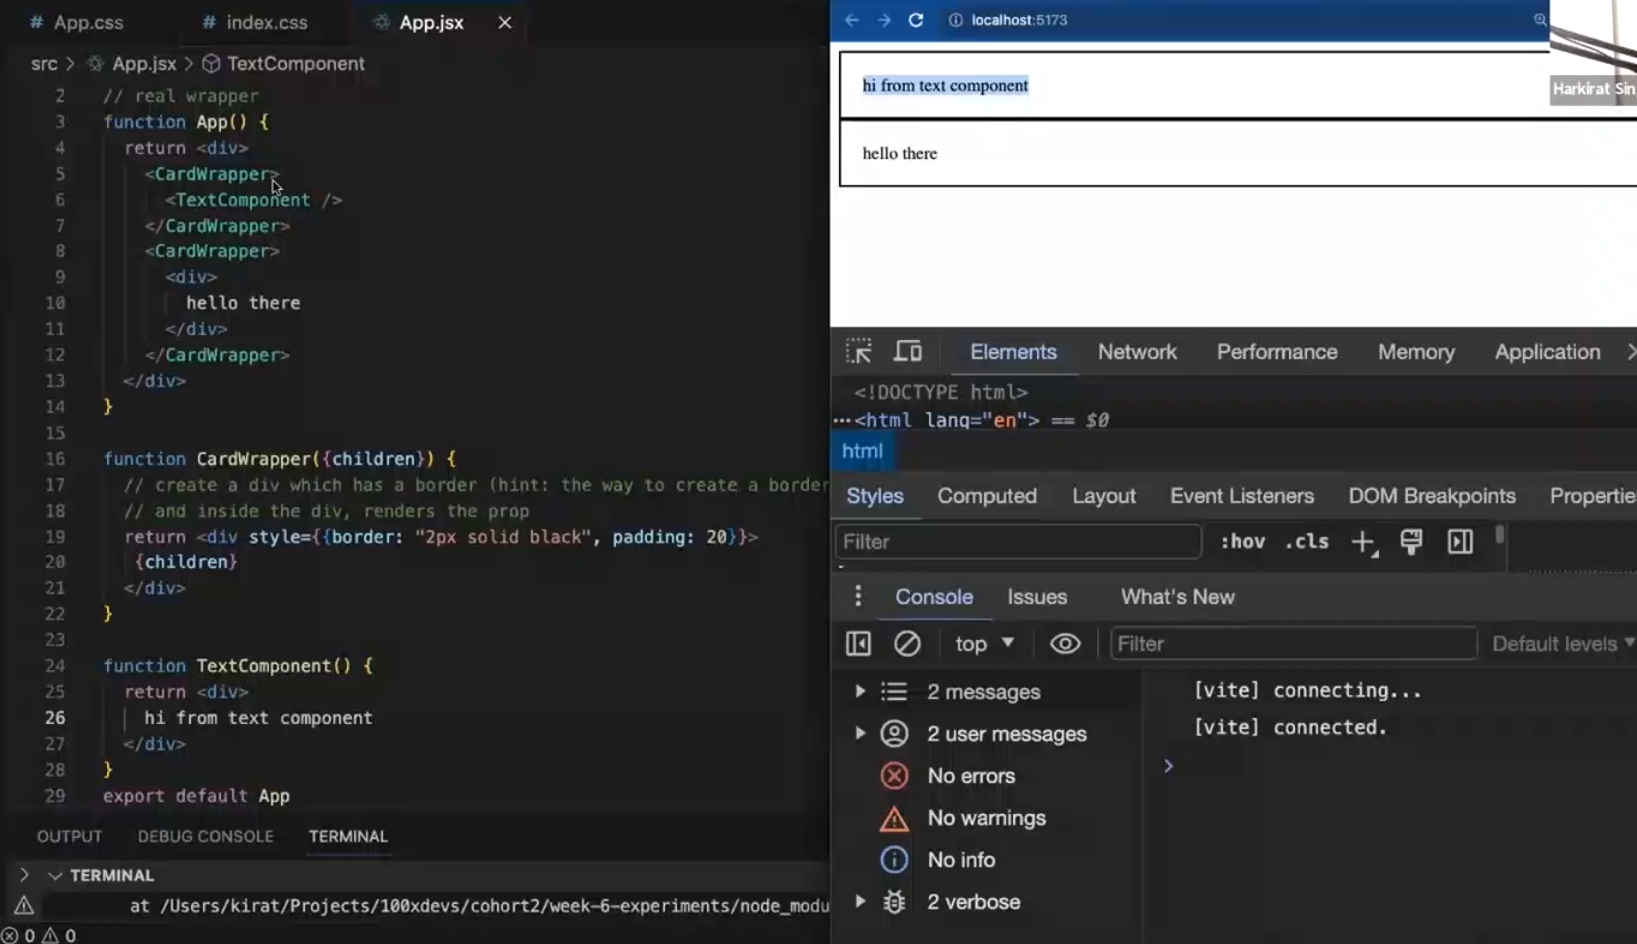 # App.css
# index.css
App.jsx
src > App.jsx > TextComponent
2 // real wrapper
3 function App() {
4 return <div>
5 <CardWrapper>
6 <TextComponent />
7 </CardWrapper>
8 <CardWrapper>
9 <div>
10 hello there
11 </div>
12 </CardWrapper>
13 </div>
14 }
15
16 function CardWrapper({children}) {
17 // create a div which has a border (hint: the way to create a border
18 // and inside the div, renders the prop
19 return <div style={{border: "2px solid black", padding: 20}}>
20 {children}
21 </div>
22 }
23
24 function TextComponent() {
25 return <div>
26 hi from text component
27 </div>
28 }
29 export default App
OUTPUT DEBUG CONSOLE TERMINAL
TERMINAL
at /Users/kirat/Projects/100xdevs/cohort2/week-6-experiments/node_modu
0 0
localhost:5173
Harkirat Sin
hi from text component
hello there
Elements Network Performance Memory Application
<!DOCTYPE html>
<html lang="en"> == $0
html
Styles Computed Layout Event Listeners DOM Breakpoints Propertie
Filter :hov .cls
Console Issues What's New
top Filter Default levels
2 messages
2 user messages
No errors
No warnings
No info
2 verbose
[vite] connecting...
[vite] connected.